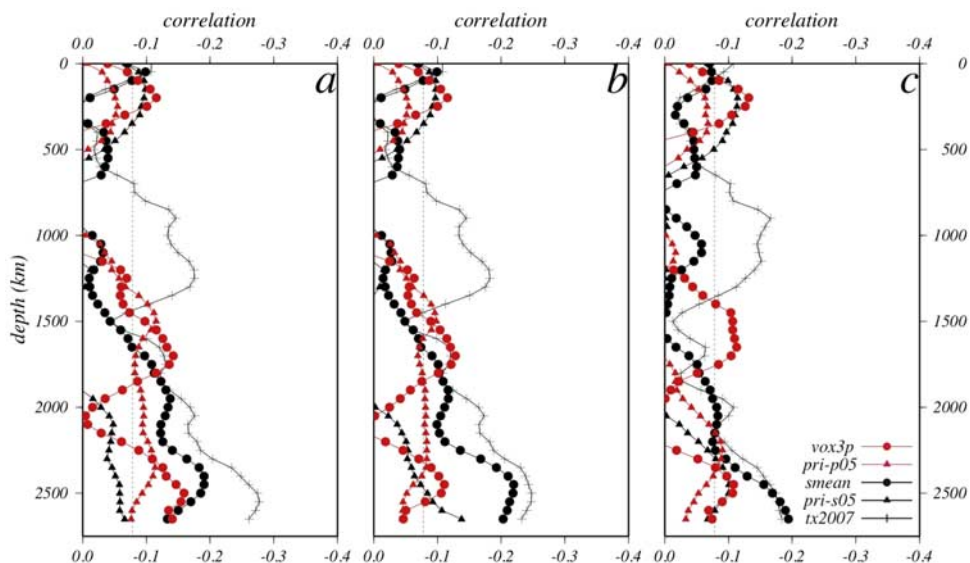 correlation correlation correlation
0.0 -0.1 -0.2 -0.3 -0.4 0.0 -0.1 -0.2 -0.3 -0.4 0.0 -0.1 -0.2 -0.3 -0.4
0 a b c 0
500 500
1000 1000
depth (km)
1500 1500
2000 2000
vox3p
pri-p05
smean
2500 pri-s05 2500
tx2007
0.0 -0.1 -0.2 -0.3 -0.4 0.0 -0.1 -0.2 -0.3 -0.4 0.0 -0.1 -0.2 -0.3 -0.4